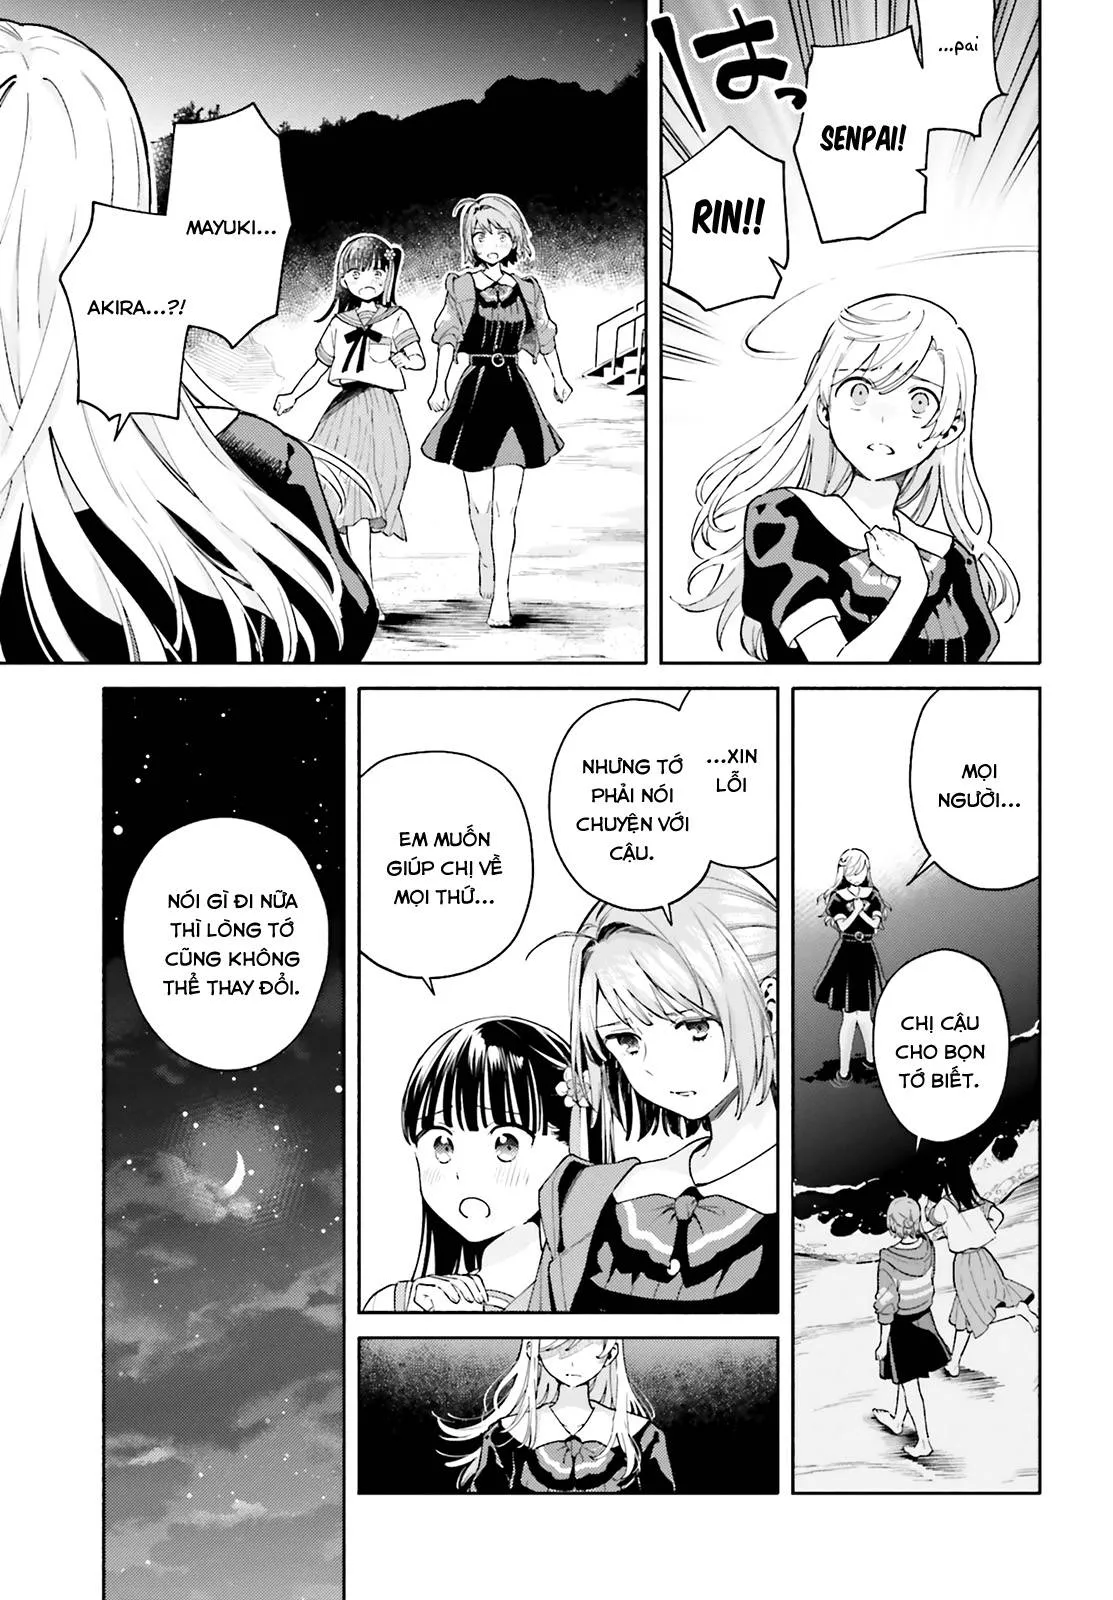 ...pai
はっ
SENPAI!
RIN!!
MAYUKI...
AKIRA...?!
MỌI
NGƯỜI...
CHỊ CẬU
CHO BỌN
TỚ BIẾT.
...XIN
LỖI
NHƯNG TỚ
PHẢI NÓI
CHUYỆN VỚI
CẬU.
EM MUỐN
GIÚP CHỊ VỀ
MỌI THỨ...
NÓI GÌ ĐI NỮA
THÌ LÒNG TỚ
CŨNG KHÔNG
THỂ THAY ĐỔI.